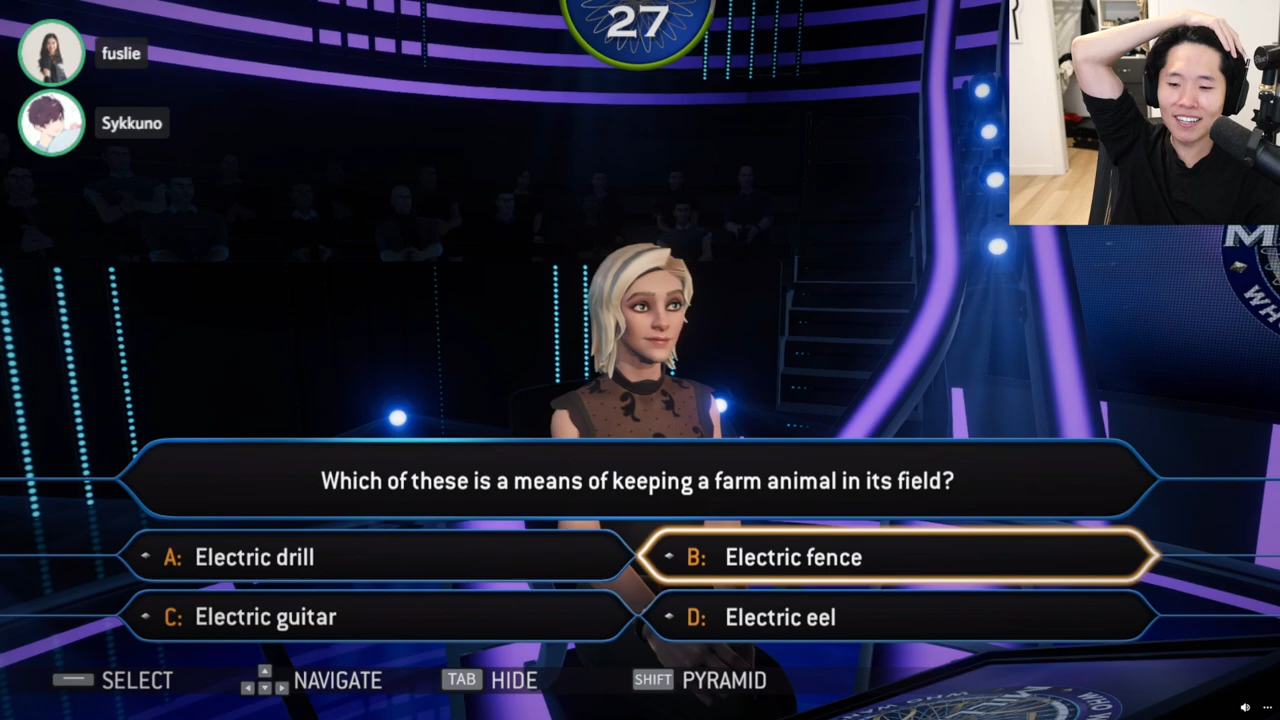 27
fuslie
Sykkuno
M
WH
Which of these is a means of keeping a farm animal in its field?
A: Electric drill
B: Electric fence
C: Electric guitar
D: Electric eel
SELECT
NAVIGATE
TAB HIDE
SHIFT PYRAMID